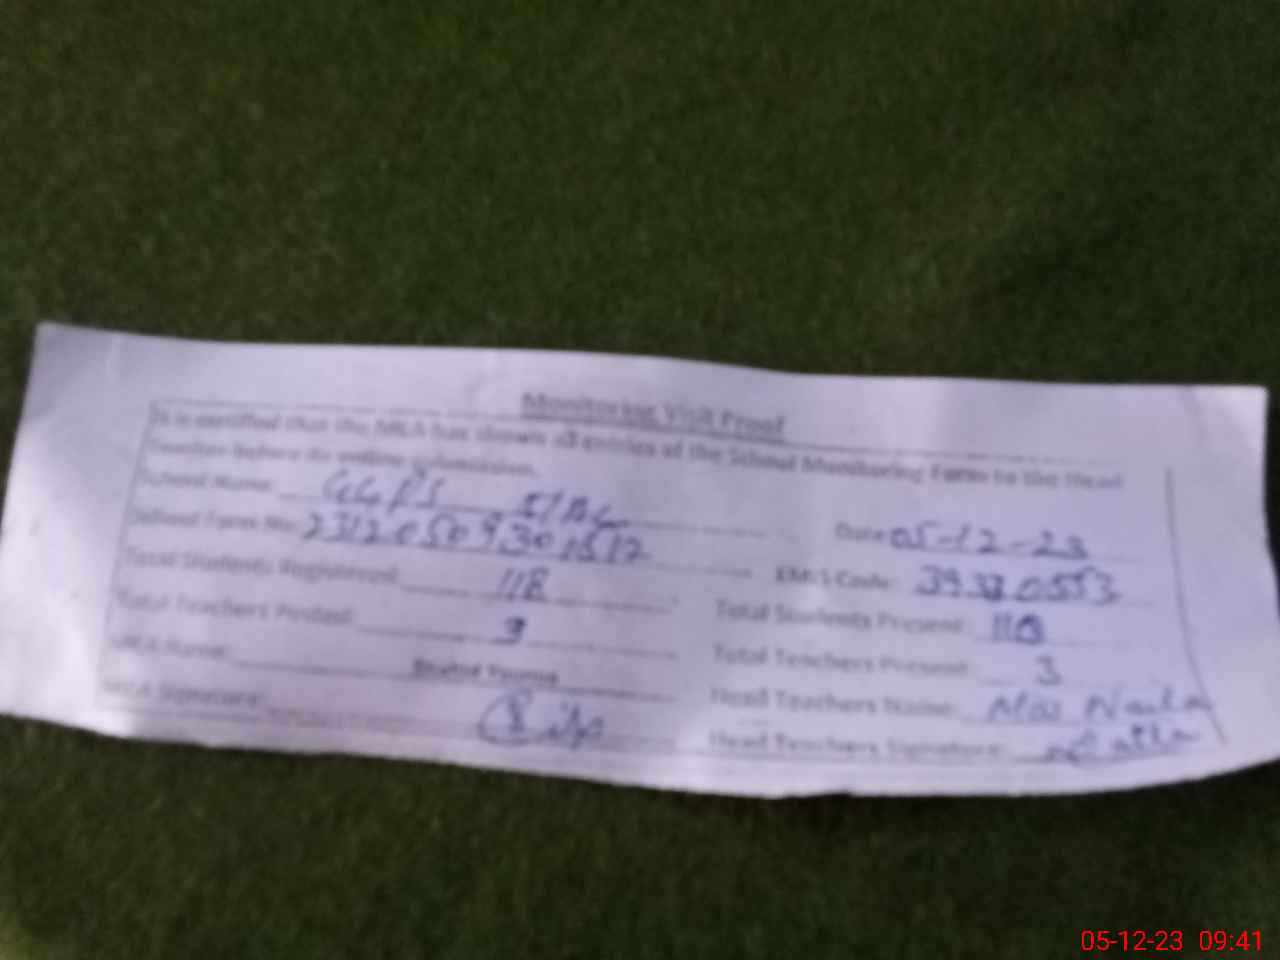 Monitoring Visit Proof
It is certified that the MEA has shown all entries of the School Monitoring Form to the Head
Teacher before its online submission.
School Name: GGPS
Date: 05-12-23
School Form No: 2312050930
EMIS Code:
Total Students Registered: 118
Total Students Present: 118
Total Teachers Posted: 3
Total Teachers Present: 3
MEA Name:
Head Teachers Name: Miss Naila
MEA Signature:
Head Teachers Signature: Naila
05-12-23 09:41